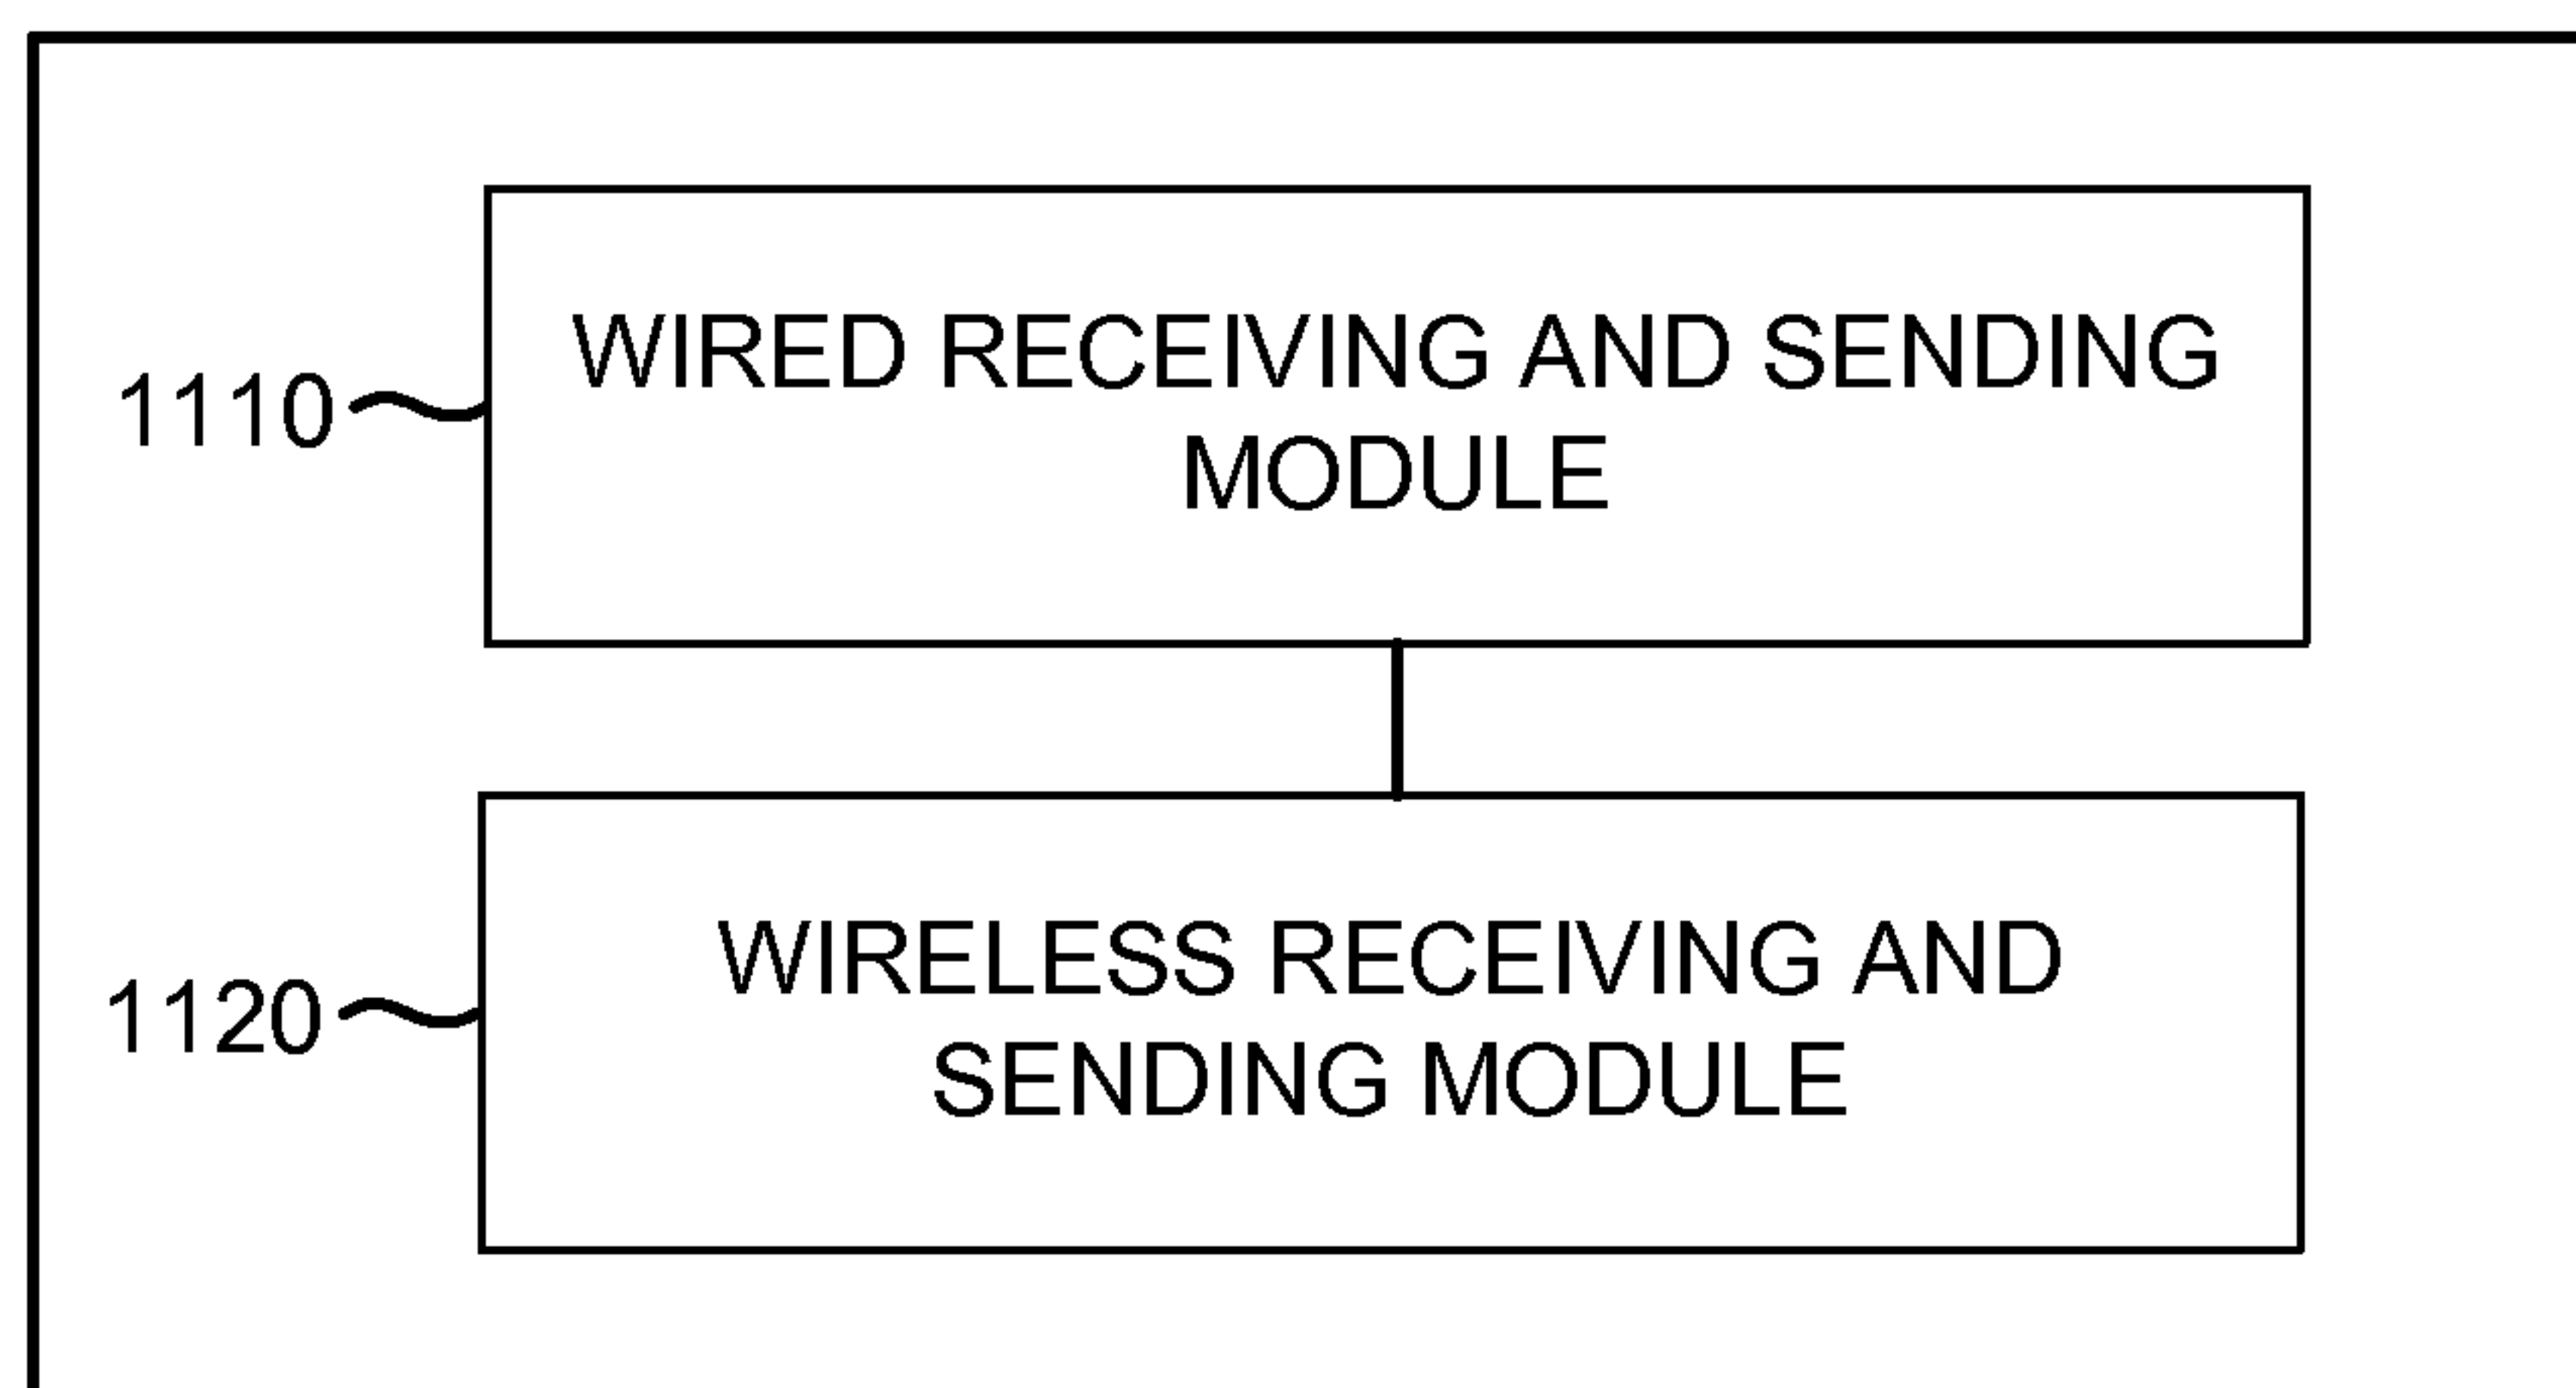 WIRED RECEIVING AND SENDING
MODULE
1110
WIRELESS RECEIVING AND
SENDING MODULE
1120